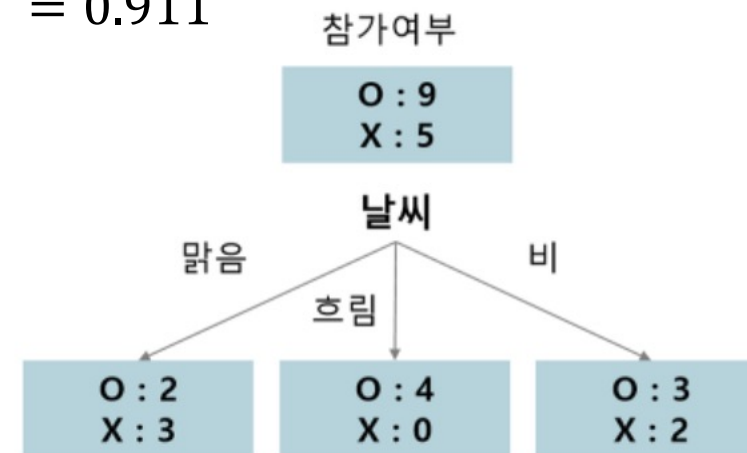 = 0.911
참가여부
O : 9
X : 5
날씨
맑음
비
흐림
O : 2
X : 3
O : 4
X : 0
O : 3
X : 2